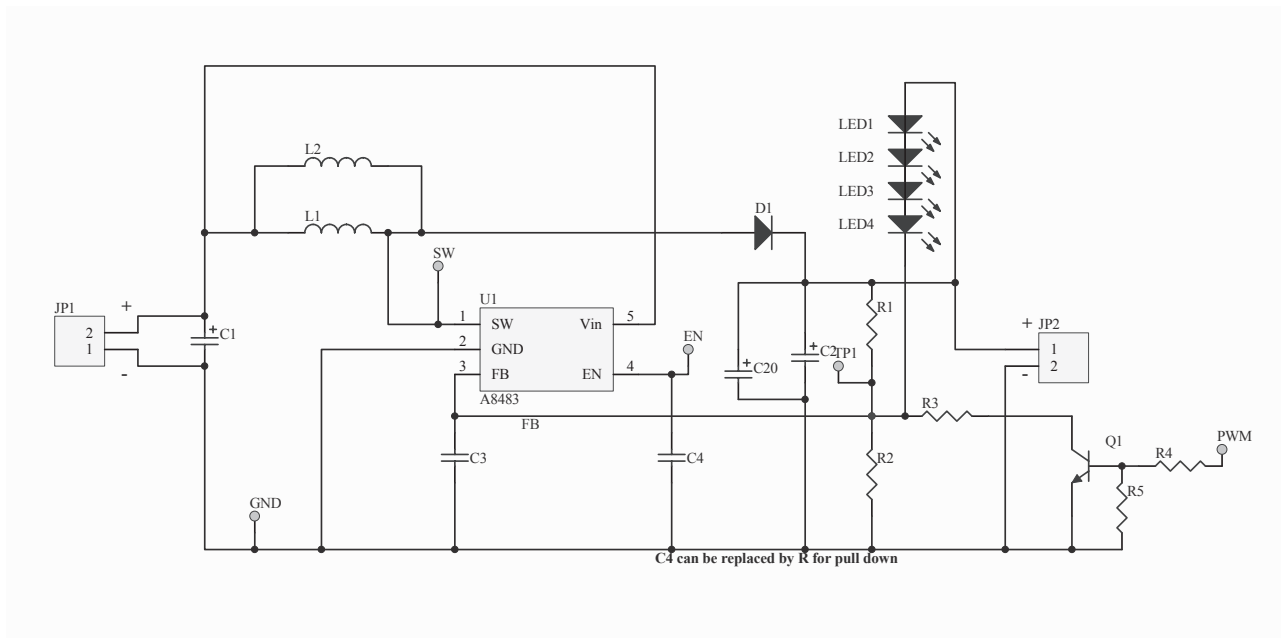 LED1
L2
LED2
LED3
D1
L1
LED4
SW
U1
JP1
+
R1
+
JP2
1
SW
Vin
5
2
+
C1
1
1
2
GND
+
C2
TP1
EN
2
-
-
3
FB
EN
4
+
C20
A8483
R3
FB
Q1
PWM
C3
C4
R2
R4
R5
GND
C4 can be replaced by R for pull down